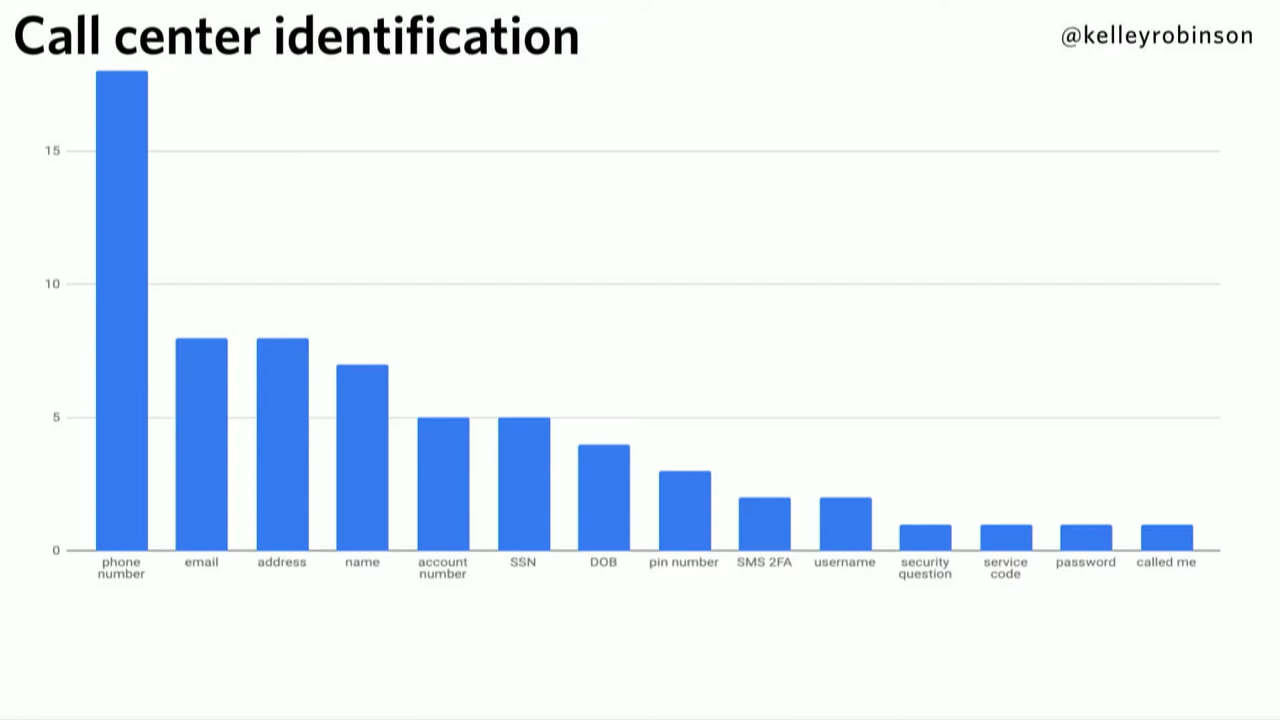 Call center identification
@kelleyrobinson
15
10
5
0
phone
number
email
address
name
account
number
SSN
DOB
pin number
SMS 2FA
username
security
question
service
code
password
called me